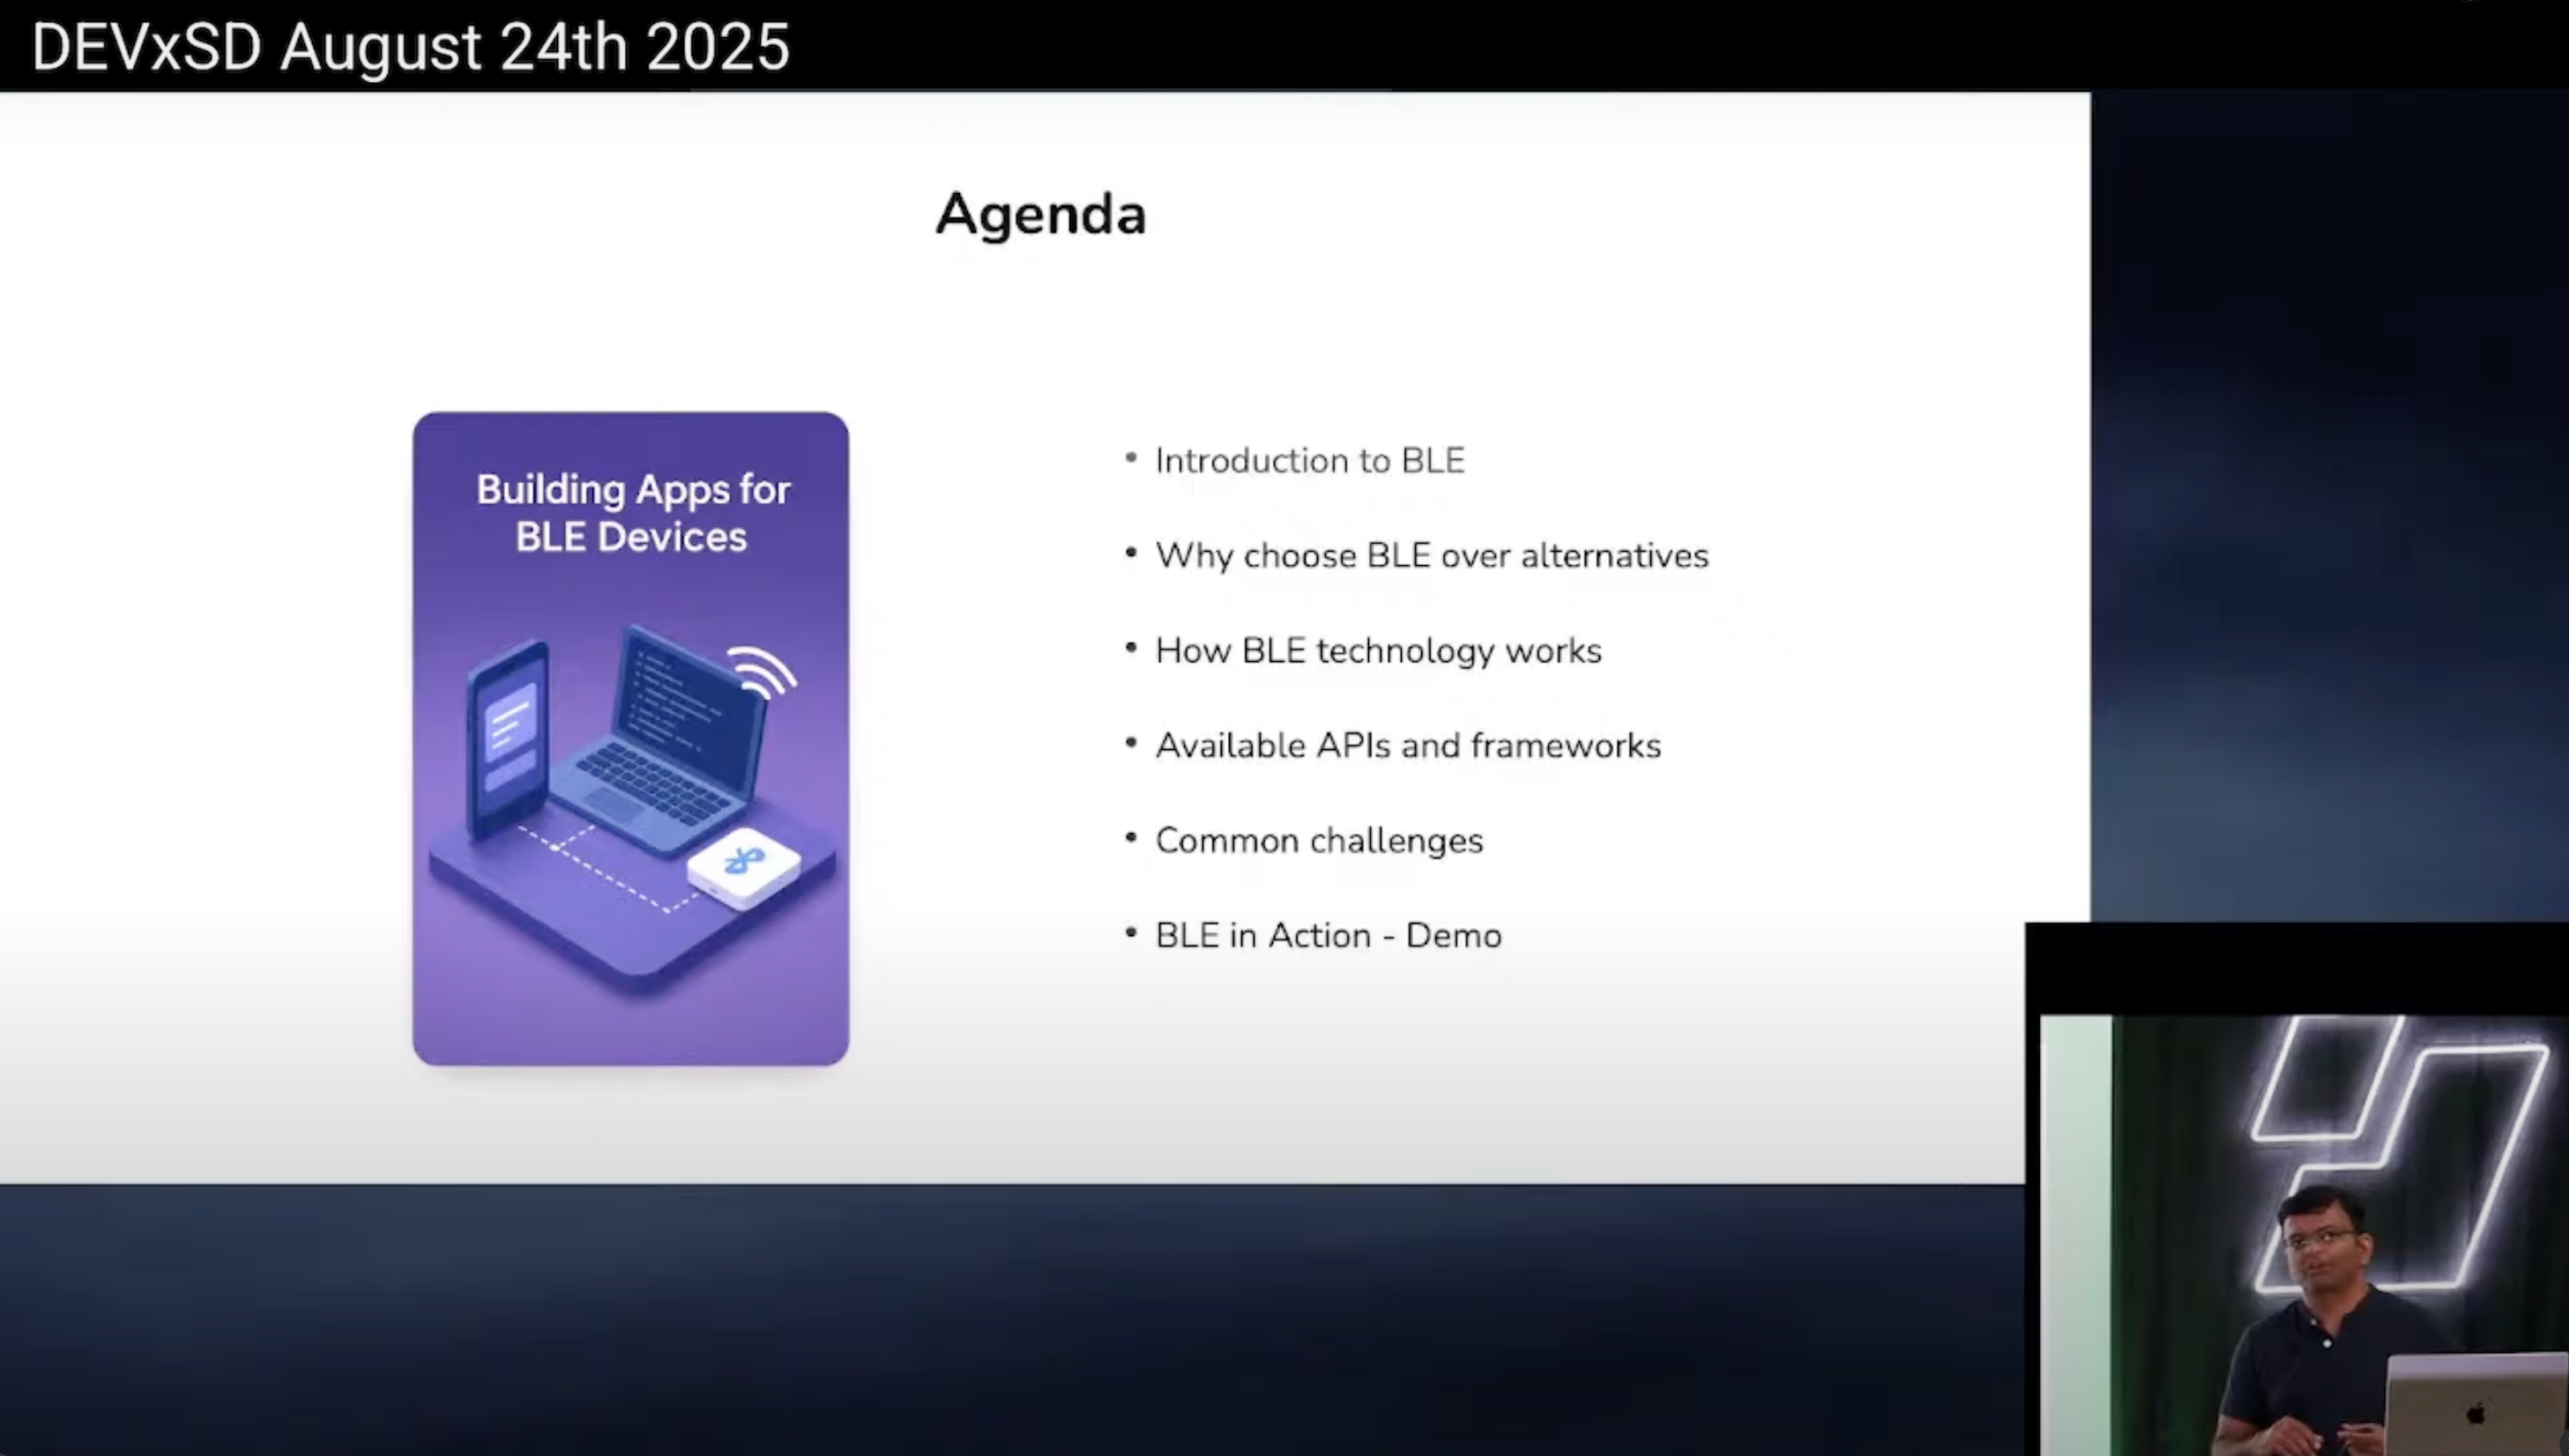 DEVxSD August 24th 2025
Agenda
Building Apps for
BLE Devices
• Introduction to BLE
• Why choose BLE over alternatives
• How BLE technology works
• Available APIs and frameworks
• Common challenges
• BLE in Action - Demo